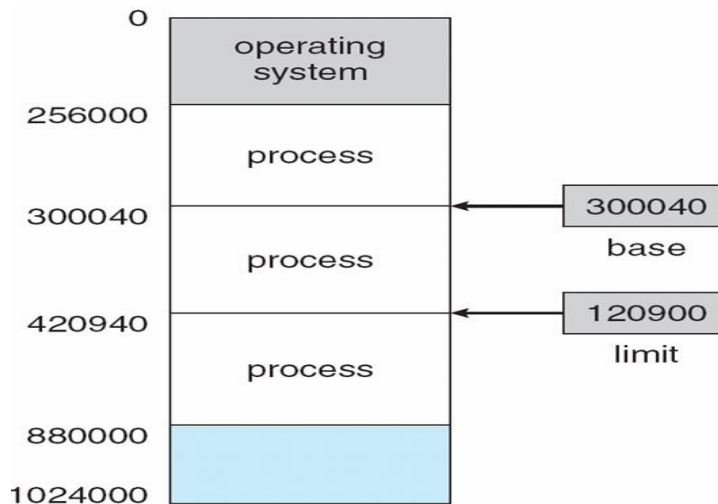 0
operating
system
256000
process
300040
300040
base
process
420940
120900
limit
process
880000
1024000